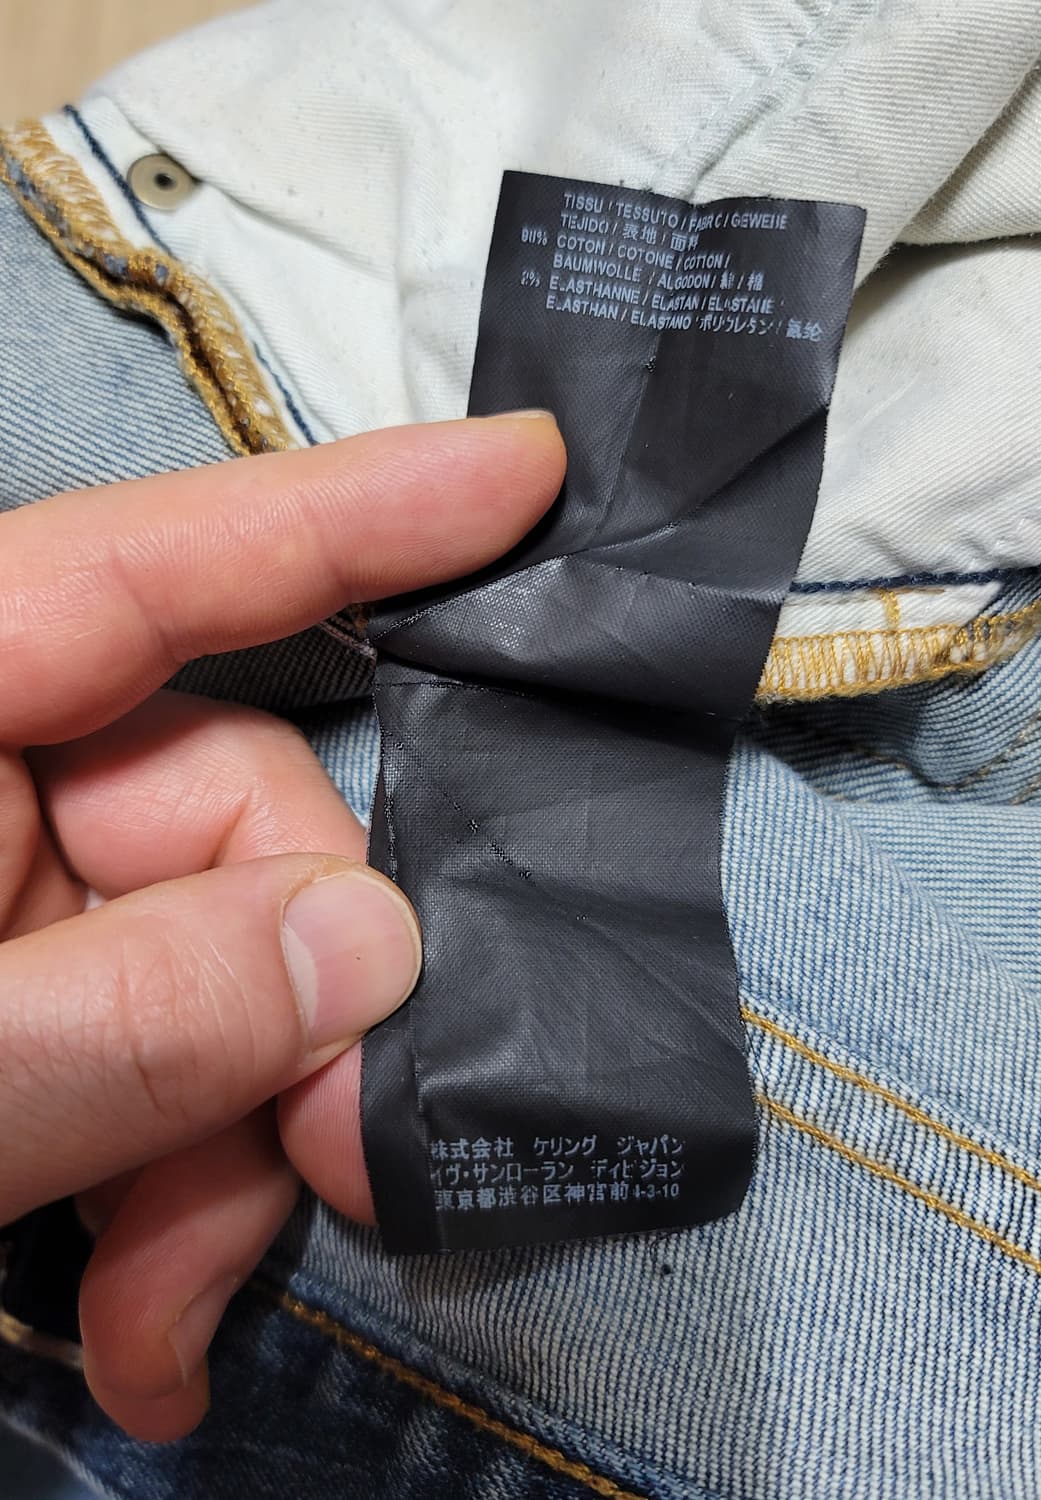 TISSU / TESSUTO / FABRIC / GEWEBE
TEJIDO / 表地 / 面料
98% COTON / COTONE / COTTON /
BAUMWOLLE / ALGODON / 綿 / 棉
2% ELASTHANNE / ELASTAN / ELASTANE
ELASTHAN / ELASTANO / ポリウレタン / 氨纶
株式会社 ケリング ジャパン
イヴ・サンローラン ディビジョン
東京都渋谷区神宮前4-3-10